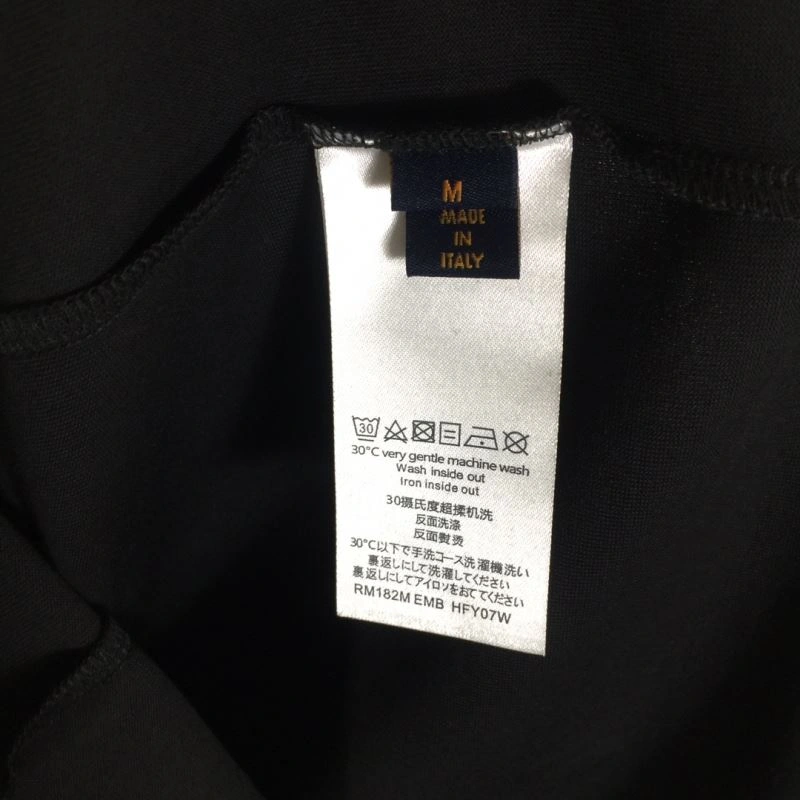 M
MADE
IN
ITALY
30
30°C very gentle machine wash
Wash inside out
Iron inside out
30摄氏度超揉机洗
反面洗涤
反面熨烫
30℃以下で手洗コース洗濯機洗い
裏返しにして洗濯してください
裏返しにしてアイロソをおててください
RM182M EMB HFY07W